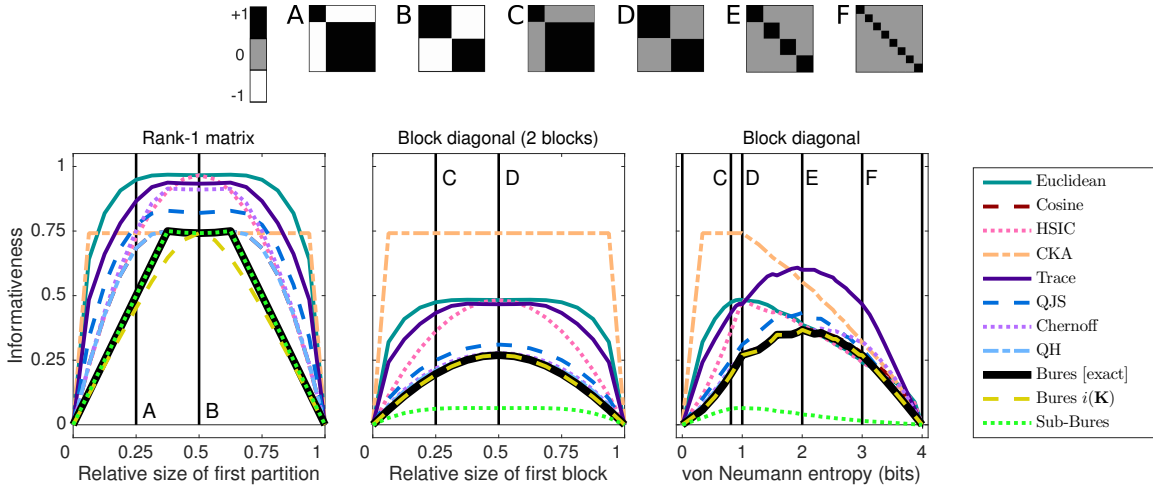 +1
0
-1
A
B
C
D
E
F
Rank-1 matrix
Block diagonal (2 blocks)
Block diagonal
Informativeness
1
0.75
0.5
0.25
0
A
B
C
D
C
D
E
F
0 0.25 0.5 0.75 1
0 0.25 0.5 0.75 1
0 1 2 3 4
Relative size of first partition
Relative size of first block
von Neumann entropy (bits)
Euclidean
Cosine
HSIC
CKA
Trace
QJS
Chernoff
QH
Bures [exact]
Bures i(K)
Sub-Bures